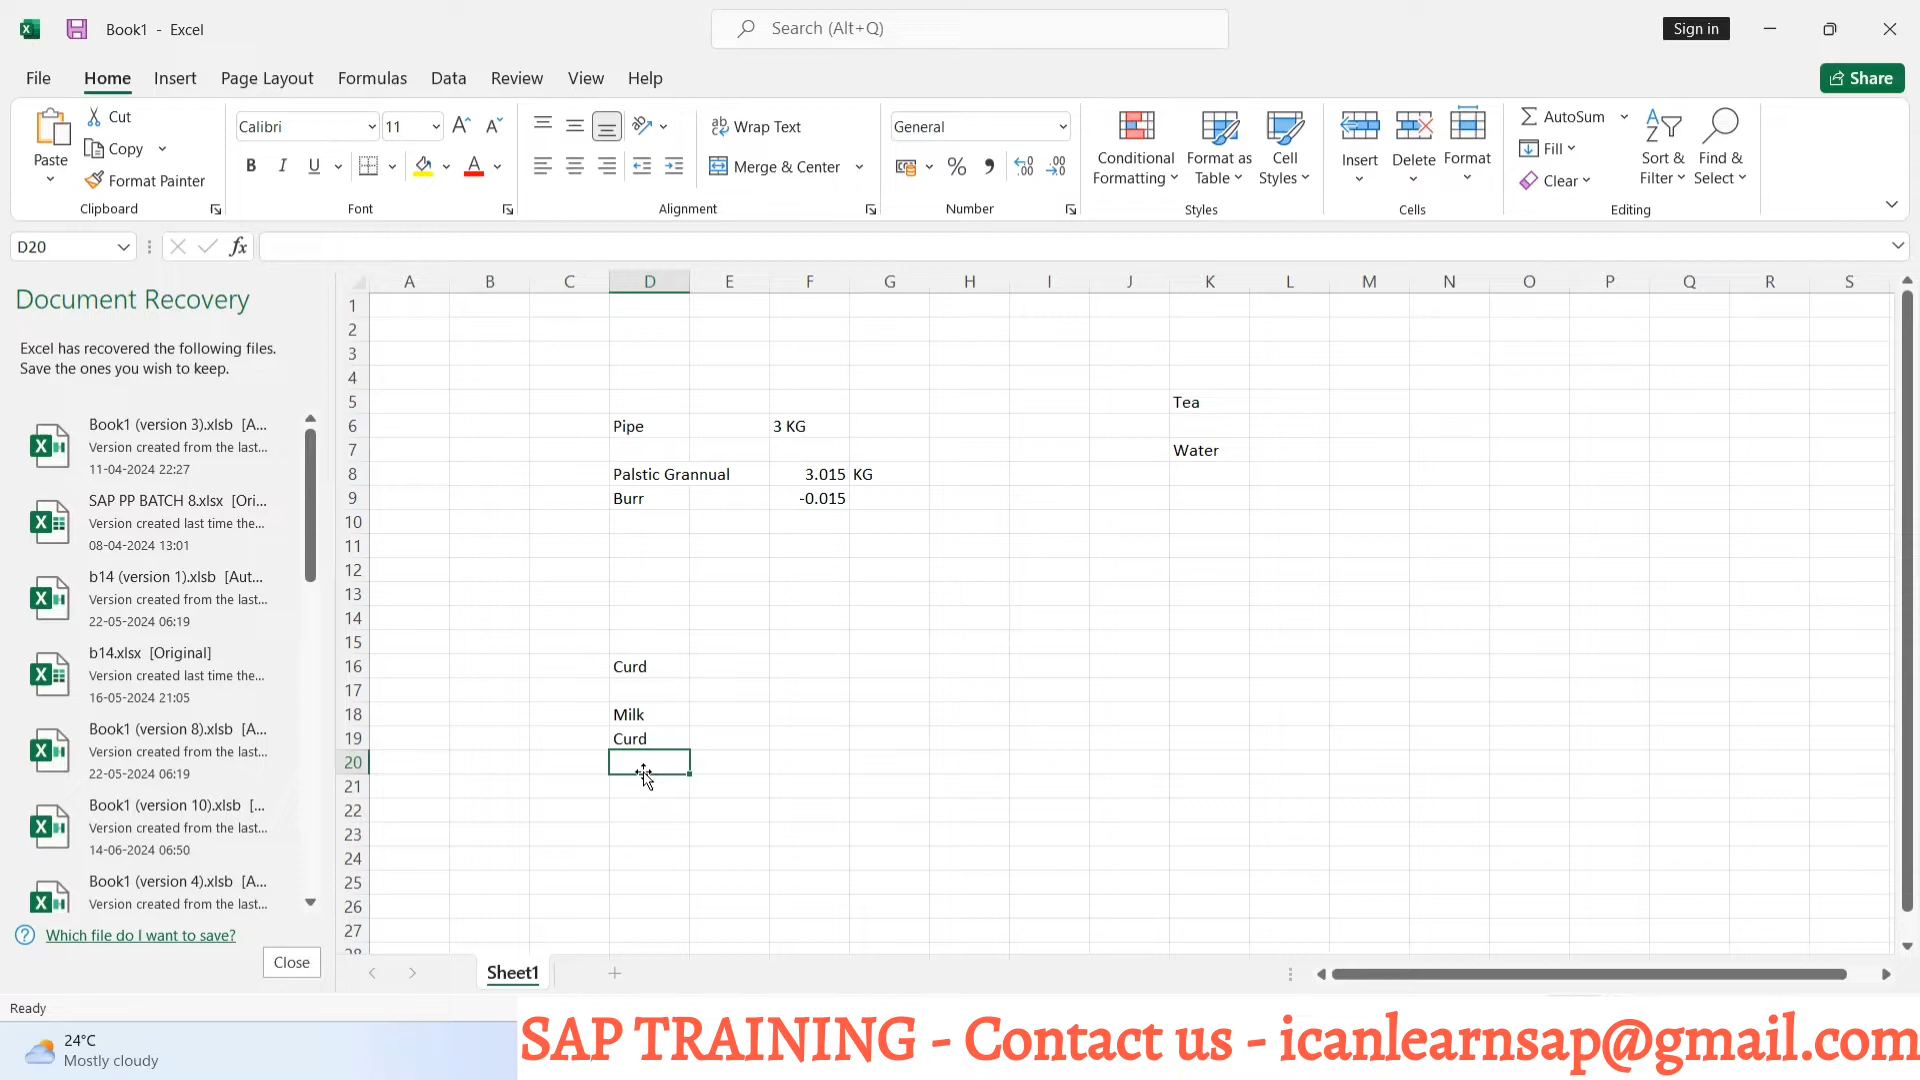 Book1 - Excel
Search (Alt+Q)
Sign in
File
Home
Insert
Page Layout
Formulas
Data
Review
View
Help
Share
Paste
Cut
Copy
Format Painter
Clipboard
Calibri
11
B I U
Font
Wrap Text
Merge & Center
Alignment
General
Number
Conditional
Formatting
Format as
Table
Cell
Styles
Styles
Insert
Delete
Format
Cells
AutoSum
Fill
Clear
Sort &
Filter
Find &
Select
Editing
D20
fx
Document Recovery
Excel has recovered the following files.
Save the ones you wish to keep.
Book1 (version 3).xlsb [A...
Version created from the last...
11-04-2024 22:27
SAP PP BATCH 8.xlsx [Ori...
Version created last time the...
08-04-2024 13:01
b14 (version 1).xlsb [Aut...
Version created from the last...
22-05-2024 06:19
b14.xlsx [Original]
Version created last time the...
16-05-2024 21:05
Book1 (version 8).xlsb [A...
Version created from the last...
22-05-2024 06:19
Book1 (version 10).xlsb [...
Version created from the last...
14-06-2024 06:50
Book1 (version 4).xlsb [A...
Version created from the last...
Which file do I want to save?
Close
A B C D E F G H I J K L M N O P Q R S
1
2
3
4
5 Tea
6 Pipe 3 KG
7 Water
8 Palstic Grannual 3.015 KG
9 Burr -0.015
10
11
12
13
14
15
16 Curd
17
18 Milk
19 Curd
20
21
22
23
24
25
26
27
28
Sheet1
Ready
24°C
Mostly cloudy
SAP TRAINING - Contact us - icanlearnsap@gmail.com